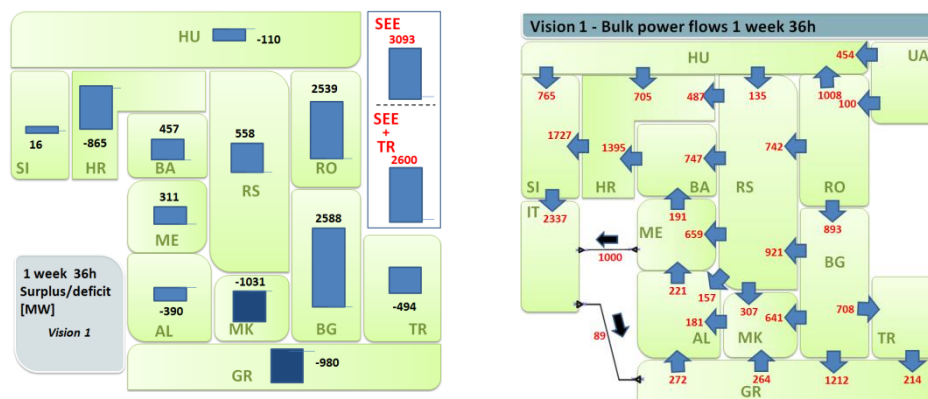 HU
-110
SEE
3093
SEE
+
TR
2600
16
SI
-865
HR
457
BA
558
RS
2539
RO
311
ME
1 week 36h
Surplus/deficit
[MW]
Vision 1
-390
AL
-1031
MK
2588
BG
-494
TR
GR
-980
Vision 1 - Bulk power flows 1 week 36h
HU
454
UA
765
705
487
135
1008
100
1727
1395
747
742
SI
HR
BA
RS
RO
IT
2337
191
893
ME
659
921
BG
1000
221
157
307
708
89
181
641
AL
MK
TR
272
264
1212
214
GR